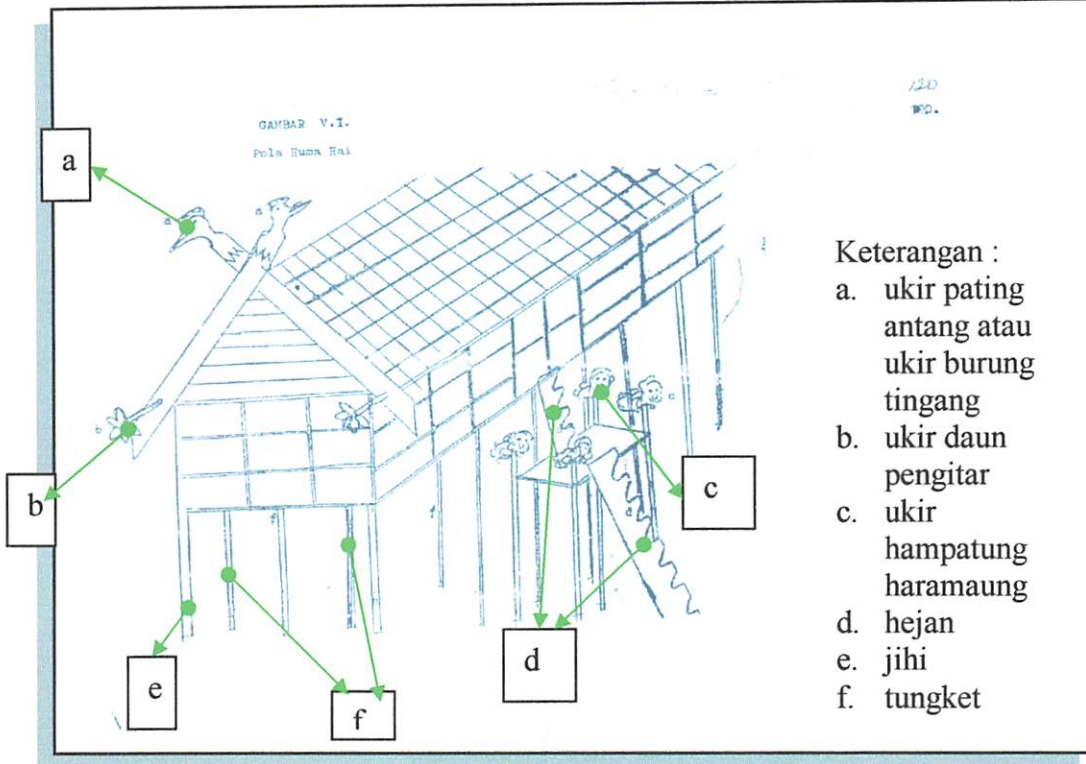 120
GAMBAR V.I.
Pola Huma Hai
a
b
c
d
e
f
Keterangan :
a. ukir pating
antang atau
ukir burung
tingang
b. ukir daun
pengitar
c. ukir
hampatung
haramaung
d. hejan
e. jihi
f. tungket